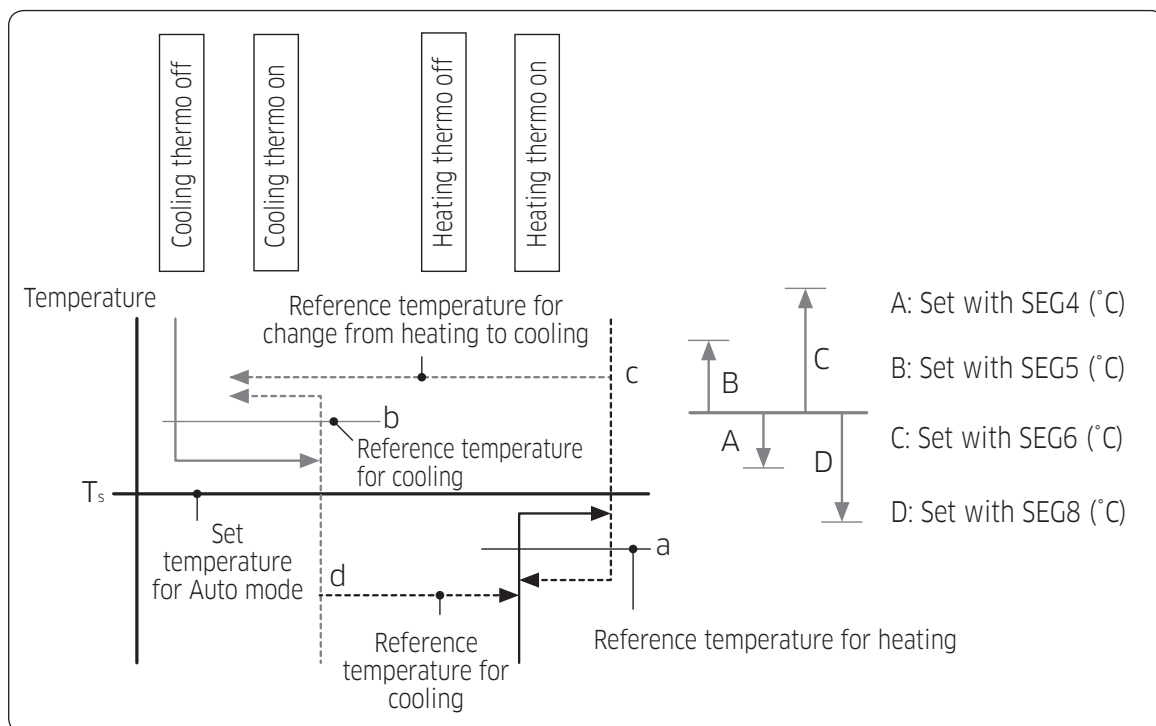 Cooling thermo off
Cooling thermo on
Heating thermo off
Heating thermo on
Temperature
Reference temperature for
change from heating to cooling
c
b
Reference temperature
for cooling
Ts
Set
temperature
for Auto mode
d
a
Reference
temperature for
cooling
Reference temperature for heating
B
C
A
D
A: Set with SEG4 (˚C)
B: Set with SEG5 (˚C)
C: Set with SEG6 (˚C)
D: Set with SEG8 (˚C)